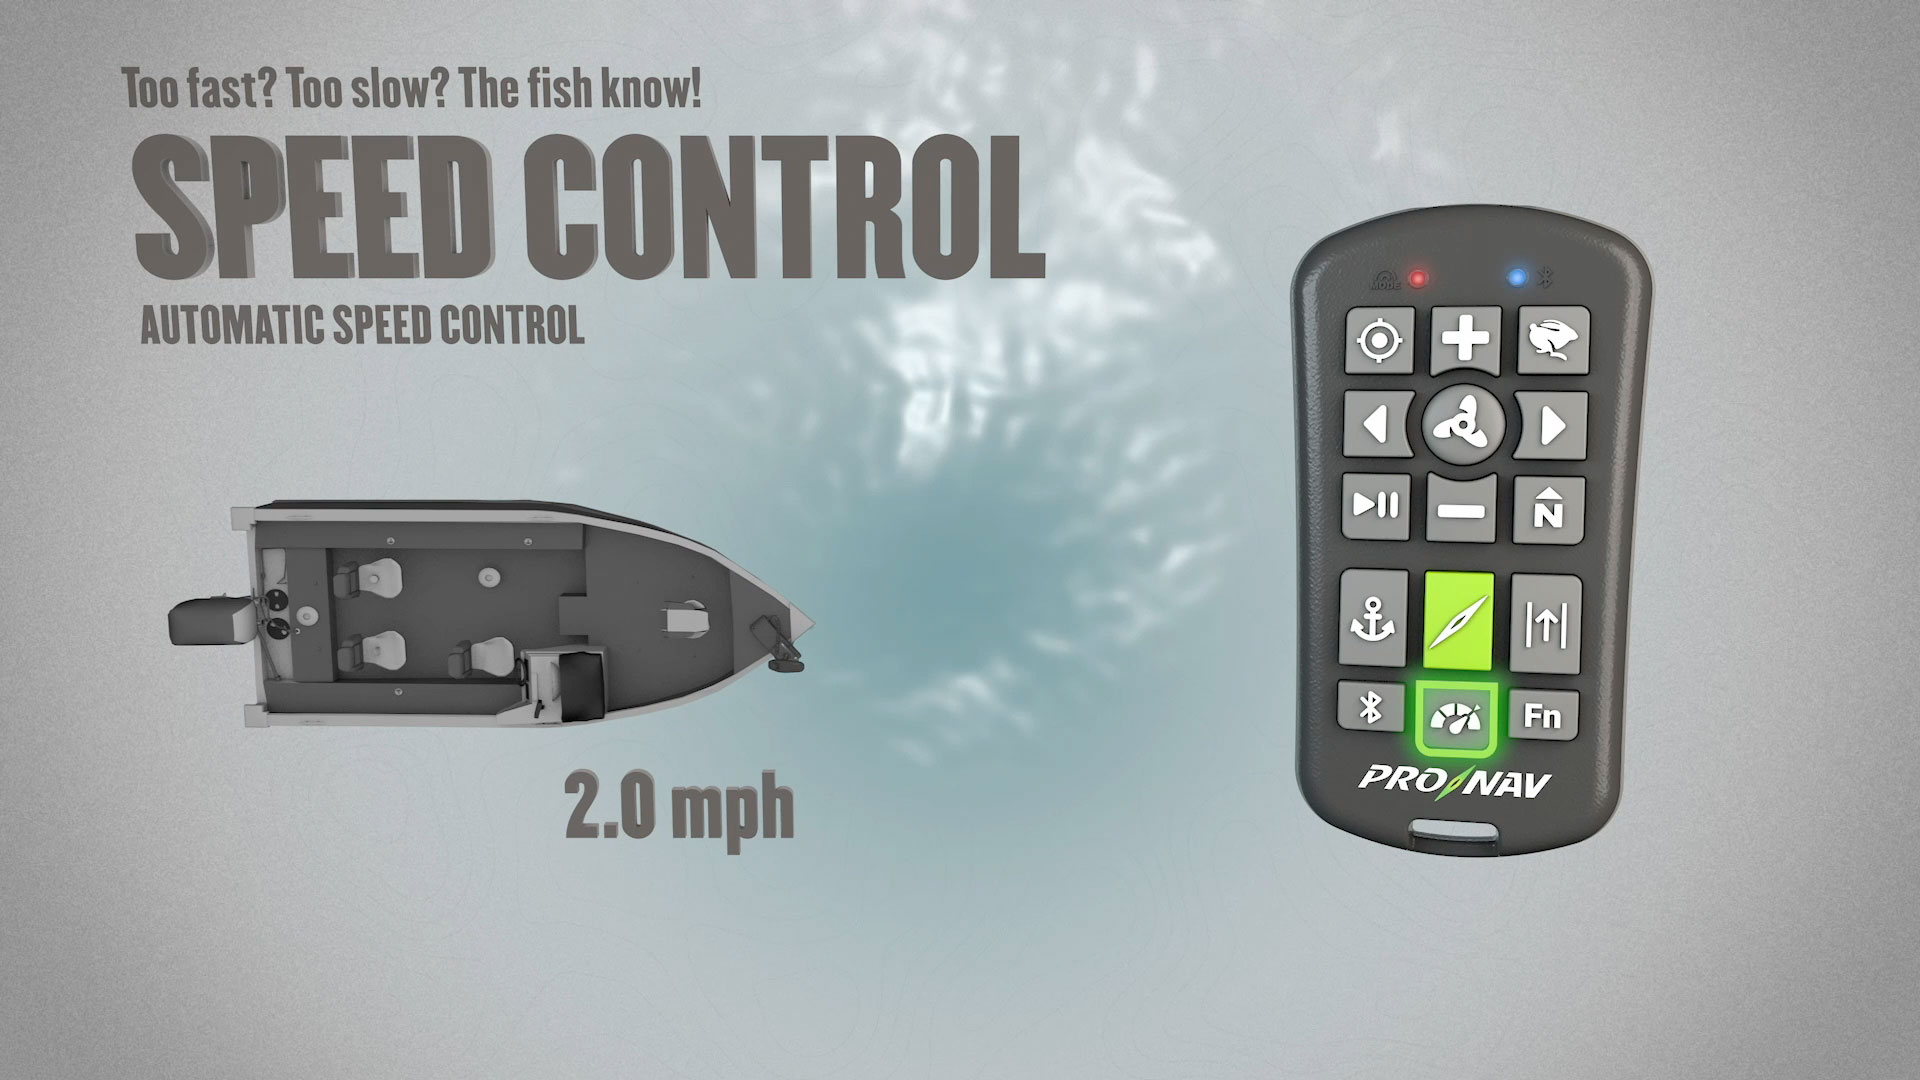 Too fast? Too slow? The fish know!
SPEED CONTROL
AUTOMATIC SPEED CONTROL
2.0 mph
MODE
N
Fn
PRO NAV